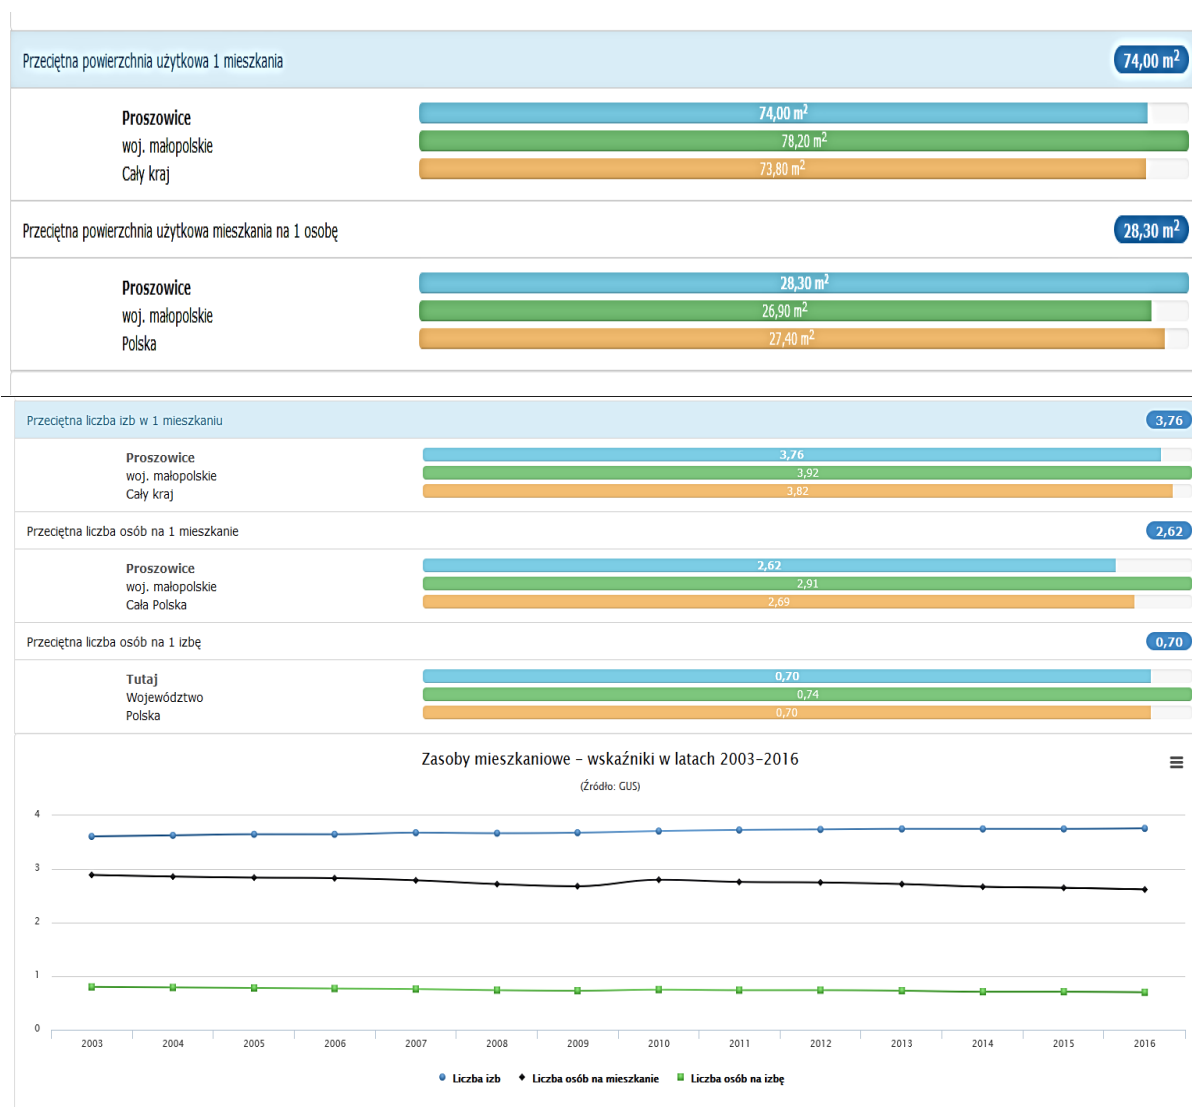 Przeciętna powierzchnia użytkowa 1 mieszkania 74,00 m²
Proszowice 74,00 m²
woj. małopolskie 78,20 m²
Cały kraj 73,80 m²
Przeciętna powierzchnia użytkowa mieszkania na 1 osobę 28,30 m²
Proszowice 28,30 m²
woj. małopolskie 26,90 m²
Polska 27,40 m²
Przeciętna liczba izb w 1 mieszkaniu 3,76
Proszowice 3,76
woj. małopolskie 3,92
Cały kraj 3,82
Przeciętna liczba osób na 1 mieszkanie 2,62
Proszowice 2,62
woj. małopolskie 2,91
Cała Polska 2,69
Przeciętna liczba osób na 1 izbę 0,70
Tutaj 0,70
Województwo 0,74
Polska 0,70
Zasoby mieszkaniowe - wskaźniki w latach 2003-2016
(Źródło: GUS)
4
3
2
1
0
2003 2004 2005 2006 2007 2008 2009 2010 2011 2012 2013 2014 2015 2016
Liczba izb Liczba osób na mieszkanie Liczba osób na izbę